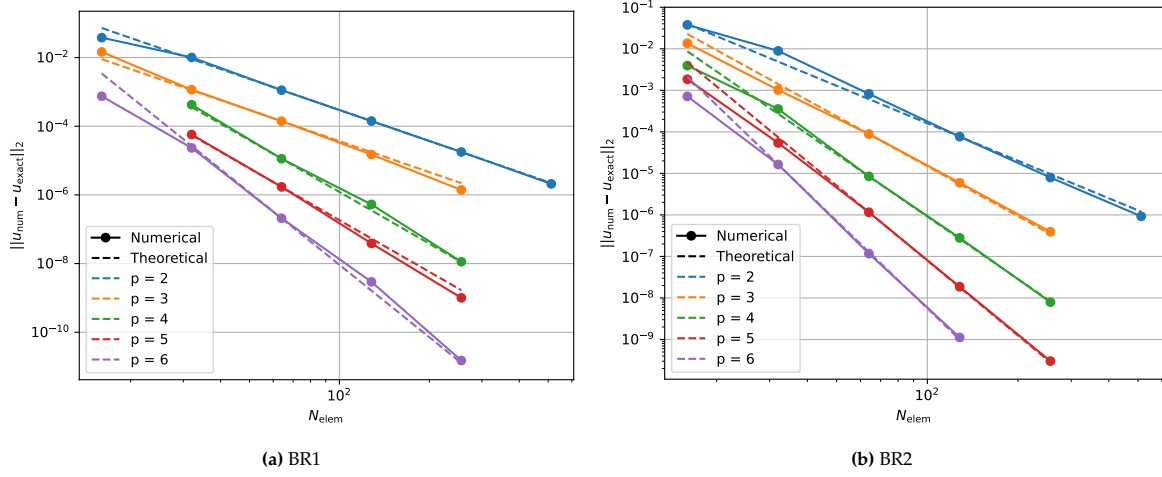 ||u_num − u_exact||_2
10^−2
10^−4
10^−6
10^−8
10^−10
Numerical
Theoretical
p = 2
p = 3
p = 4
p = 5
p = 6
10^2
N_elem
(a) BR1
||u_num − u_exact||_2
10^−1
10^−2
10^−3
10^−4
10^−5
10^−6
10^−7
10^−8
10^−9
Numerical
Theoretical
p = 2
p = 3
p = 4
p = 5
p = 6
10^2
N_elem
(b) BR2